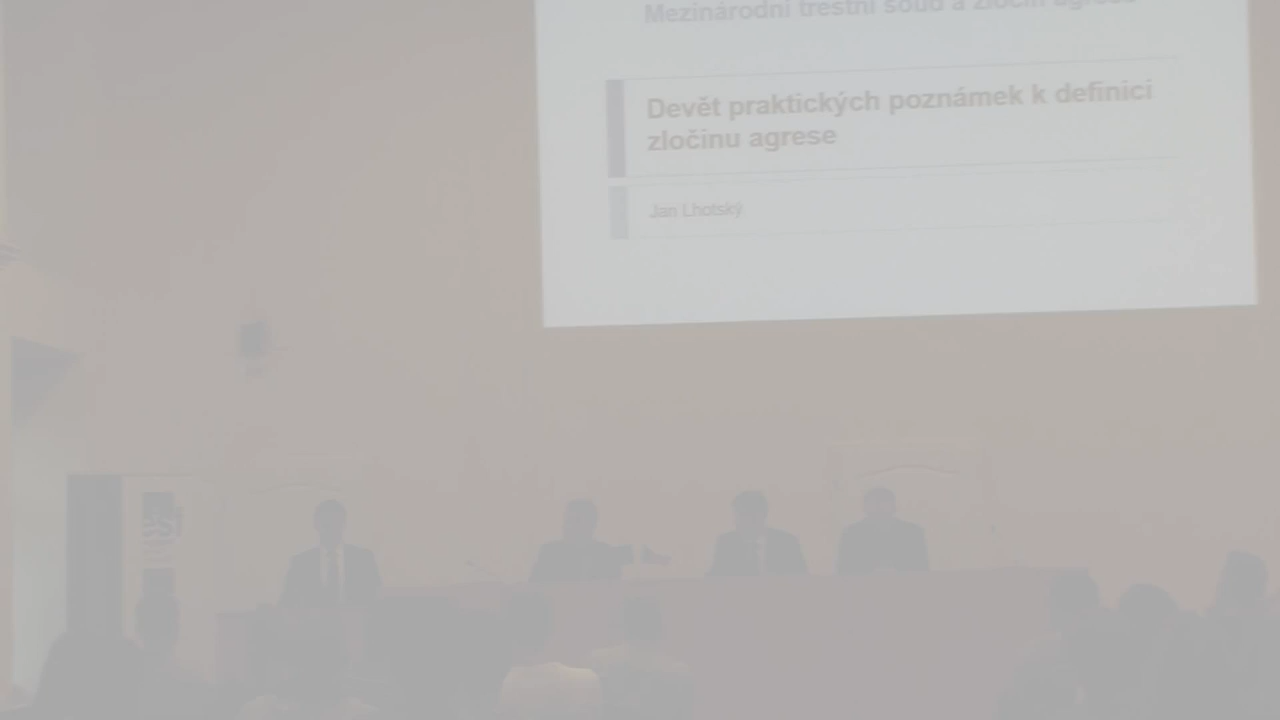 Mezinárodní trestní soud a zločin agrese
Devět praktických poznámek k definici
zločinu agrese
Jan Lhotský